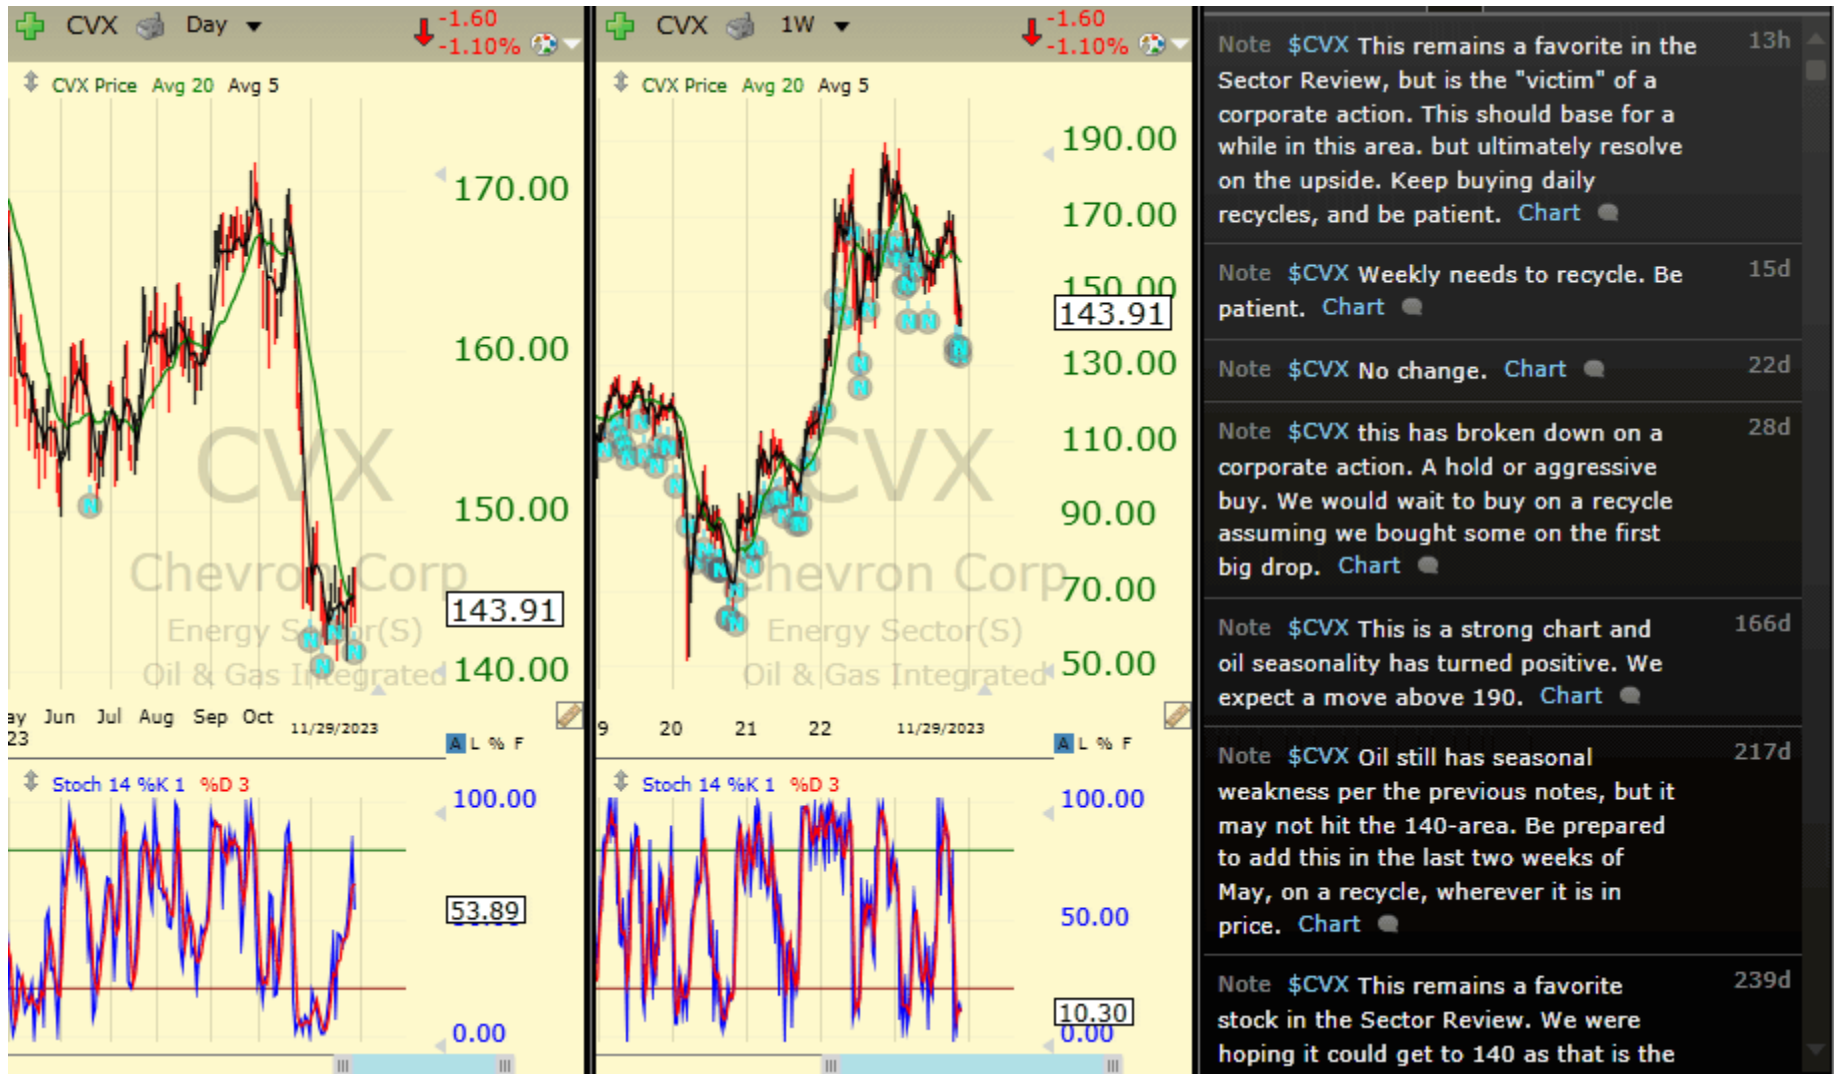 CVX Day
-1.60
-1.10%
CVX Price Avg 20 Avg 5
170.00
160.00
150.00
143.91
140.00
CVX
Chevron Corp
Energy Sector(S)
Oil & Gas Integrated
ay Jun Jul Aug Sep Oct 11/29/2023
23
A L % F
Stoch 14 %K 1 %D 3
100.00
53.89
0.00
CVX 1W
-1.60
-1.10%
CVX Price Avg 20 Avg 5
190.00
170.00
150.00
143.91
130.00
110.00
90.00
70.00
50.00
CVX
Chevron Corp
Energy Sector(S)
Oil & Gas Integrated
9 20 21 22 11/29/2023
A L % F
Stoch 14 %K 1 %D 3
100.00
50.00
10.30
0.00
Note $CVX This remains a favorite in the 13h
Sector Review, but is the "victim" of a
corporate action. This should base for a
while in this area. but ultimately resolve
on the upside. Keep buying daily
recycles, and be patient. Chart
Note $CVX Weekly needs to recycle. Be 15d
patient. Chart
Note $CVX No change. Chart 22d
Note $CVX this has broken down on a 28d
corporate action. A hold or aggressive
buy. We would wait to buy on a recycle
assuming we bought some on the first
big drop. Chart
Note $CVX This is a strong chart and 166d
oil seasonality has turned positive. We
expect a move above 190. Chart
Note $CVX Oil still has seasonal 217d
weakness per the previous notes, but it
may not hit the 140-area. Be prepared
to add this in the last two weeks of
May, on a recycle, wherever it is in
price. Chart
Note $CVX This remains a favorite 239d
stock in the Sector Review. We were
hoping it could get to 140 as that is the